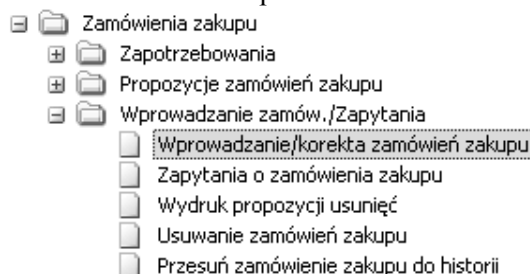 Zamówienia zakupu
Zapotrzebowania
Propozycje zamówień zakupu
Wprowadzanie zamów./Zapytania
Wprowadzanie/korekta zamówień zakupu
Zapytania o zamówienia zakupu
Wydruk propozycji usunięć
Usuwanie zamówień zakupu
Przesuń zamówienie zakupu do historii